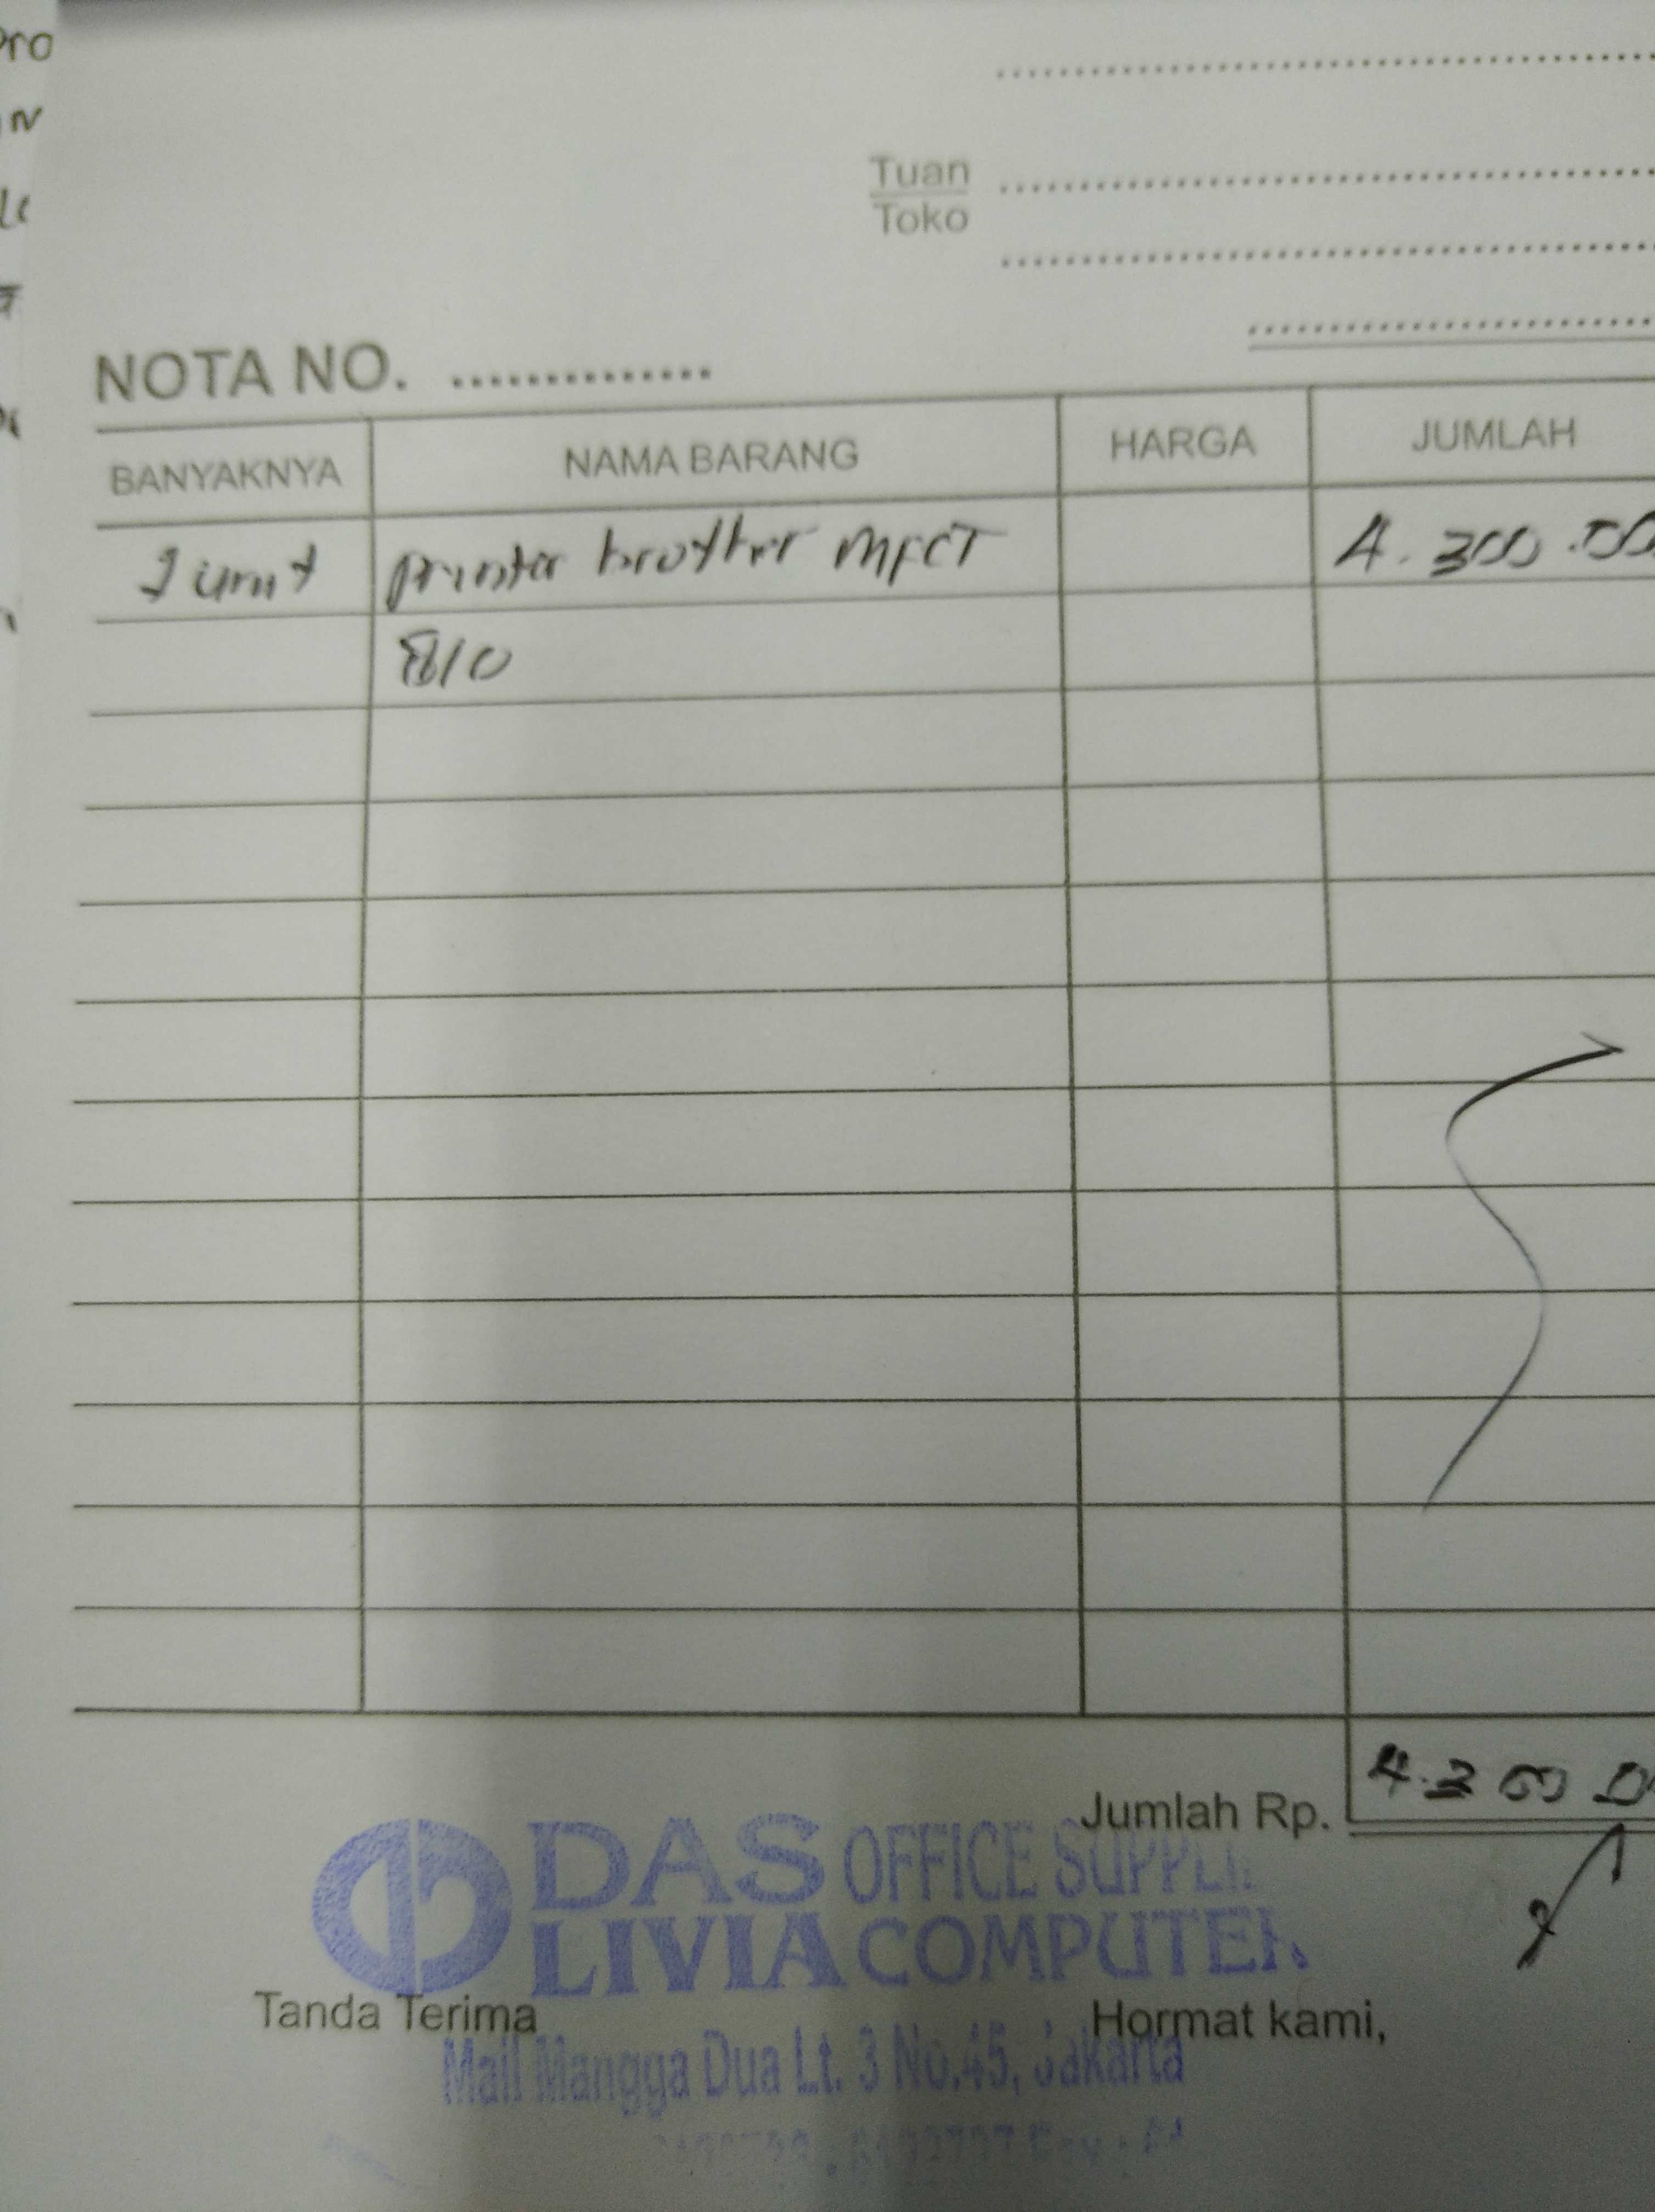 Tuan
Toko
NOTA NO. ..............
BANYAKNYA NAMA BARANG HARGA JUMLAH
1 unit printer brother MFCT 4.300.00
810
Jumlah Rp. 4.300.0
DAS OFFICE SUPPLI
LIVIA COMPUTER
Tanda Terima Hormat kami,
Mall Mangga Dua Lt. 3 No.45, Jakarta